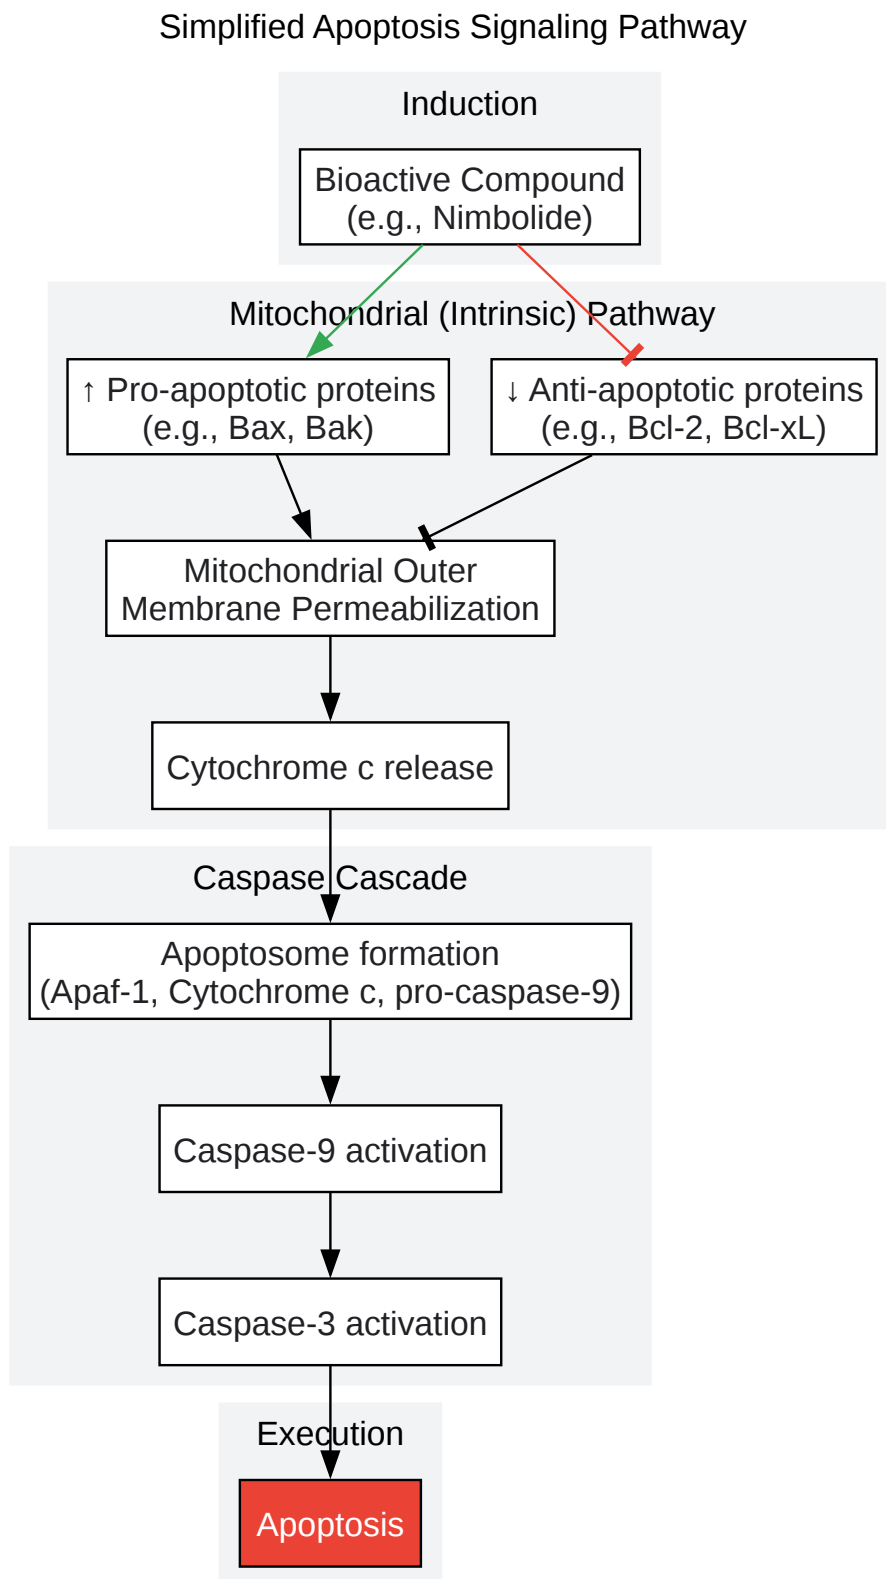 Simplified Apoptosis Signaling Pathway
Induction
Bioactive Compound
(e.g., Nimbolide)
Mitochondrial (Intrinsic) Pathway
↑ Pro-apoptotic proteins
(e.g., Bax, Bak)
↓ Anti-apoptotic proteins
(e.g., Bcl-2, Bcl-xL)
Mitochondrial Outer
Membrane Permeabilization
Cytochrome c release
Caspase Cascade
Apoptosome formation
(Apaf-1, Cytochrome c, pro-caspase-9)
Caspase-9 activation
Caspase-3 activation
Execution
Apoptosis